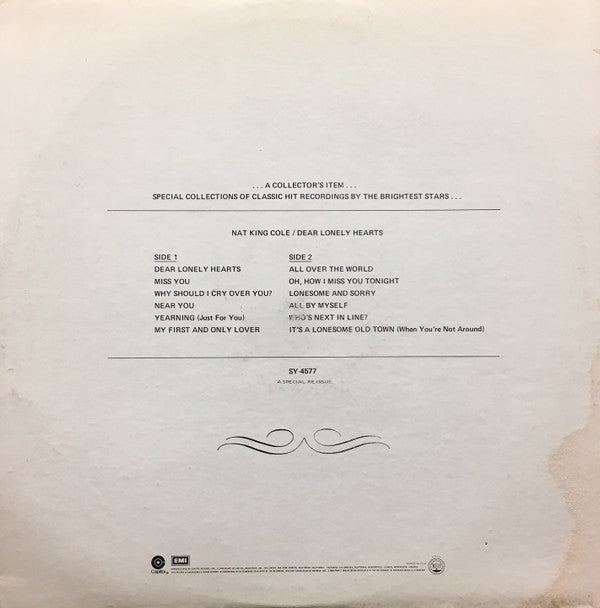 . . . A COLLECTOR'S ITEM . . .
SPECIAL COLLECTIONS OF CLASSIC HIT RECORDINGS BY THE BRIGHTEST STARS . . .
NAT KING COLE / DEAR LONELY HEARTS
SIDE 1
DEAR LONELY HEARTS
MISS YOU
WHY SHOULD I CRY OVER YOU?
NEAR YOU
YEARNING (Just For You)
MY FIRST AND ONLY LOVER
SIDE 2
ALL OVER THE WORLD
OH, HOW I MISS YOU TONIGHT
LONESOME AND SORRY
ALL BY MYSELF
WHO'S NEXT IN LINE?
IT'S A LONESOME OLD TOWN (When You're Not Around)
SY-4577
A SPECIAL RE-ISSUE
Capitol
EMI